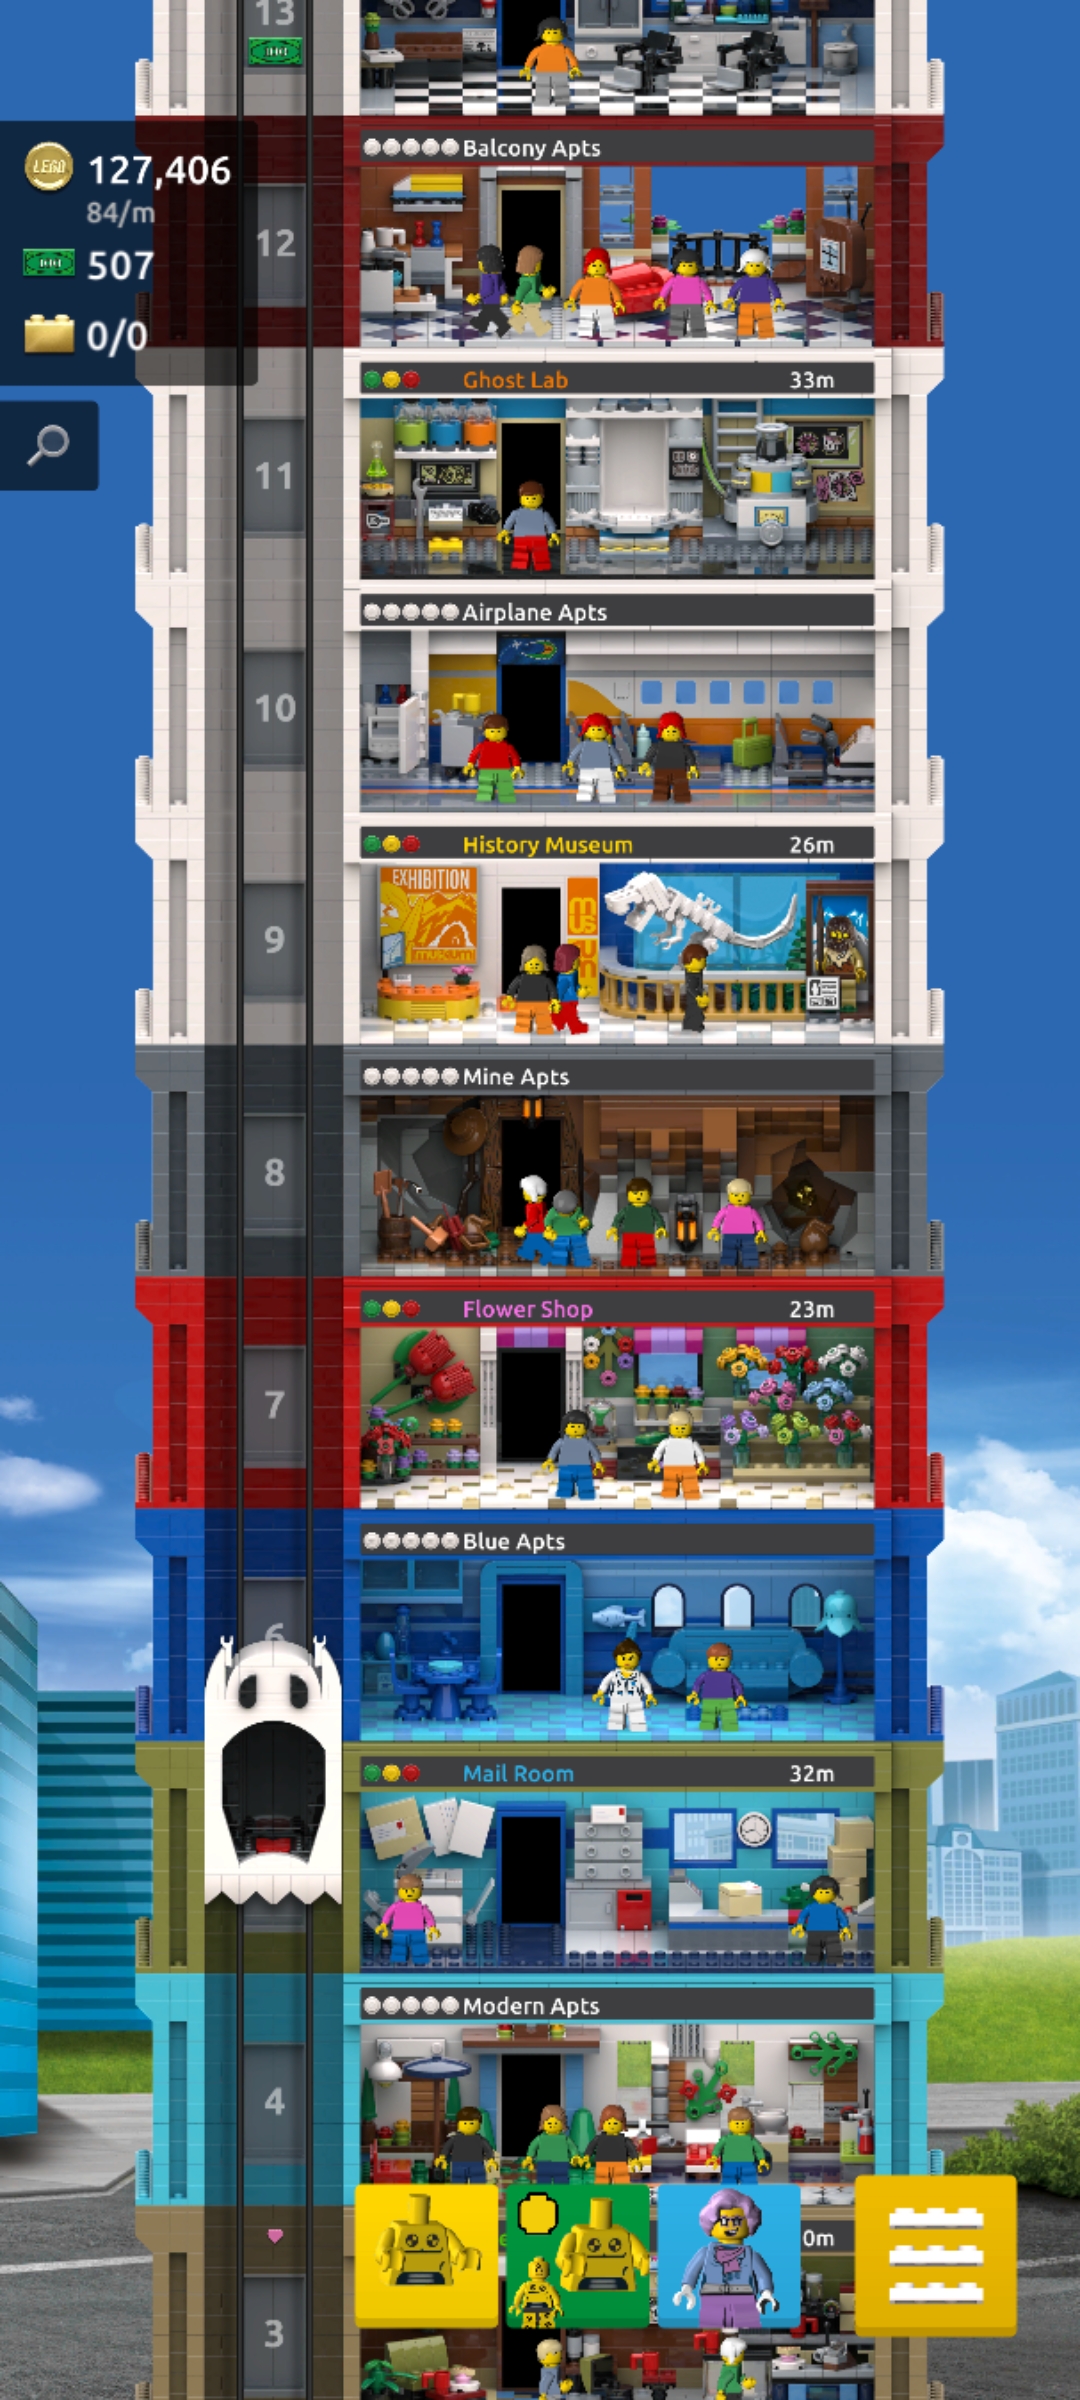 13
Balcony Apts
LEGO
127,406
84/m
507
0/0
12
Ghost Lab
33m
11
Airplane Apts
10
History Museum
26m
EXHIBITION
museum
museum
9
Mine Apts
8
Flower Shop
23m
7
Blue Apts
6
Mail Room
32m
Modern Apts
4
0m
3